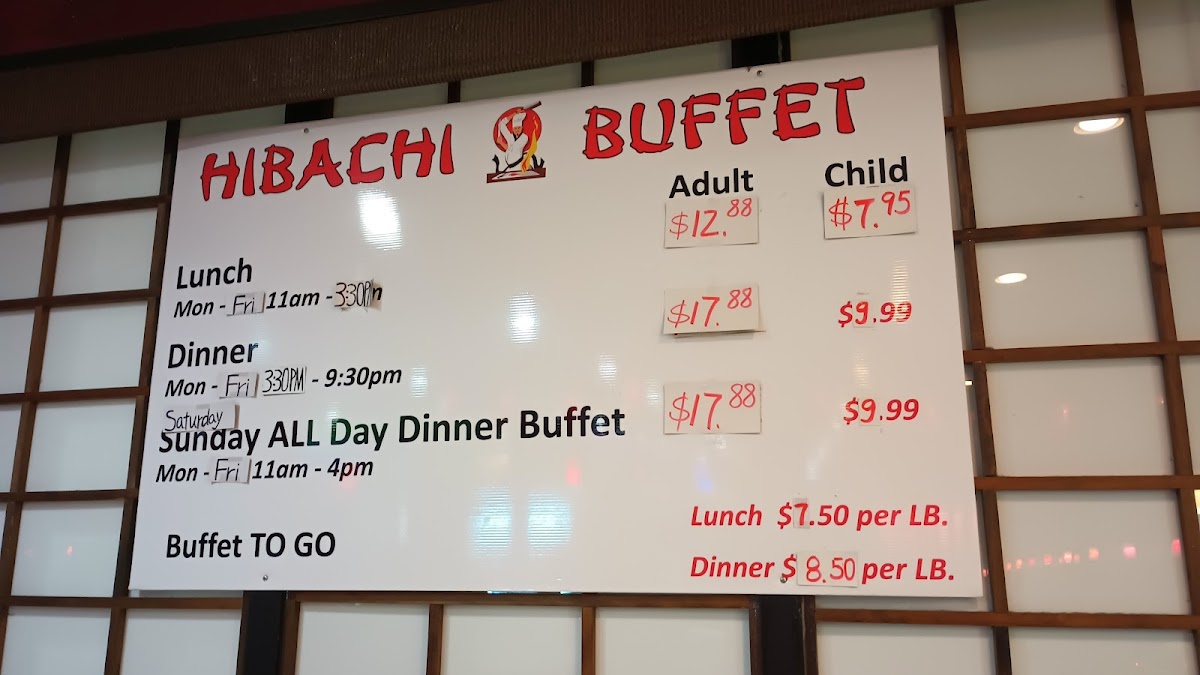 HIBACHI BUFFET
Adult Child
$12.88 $7.95
Lunch
Mon - Fri 11am - 3:30Pm
$17.88 $9.99
Dinner
Mon - Fri 3:30PM - 9:30pm
Saturday
Sunday ALL Day Dinner Buffet
$17.88 $9.99
Mon - Fri 11am - 4pm
Buffet TO GO
Lunch $7.50 per LB.
Dinner $8.50 per LB.